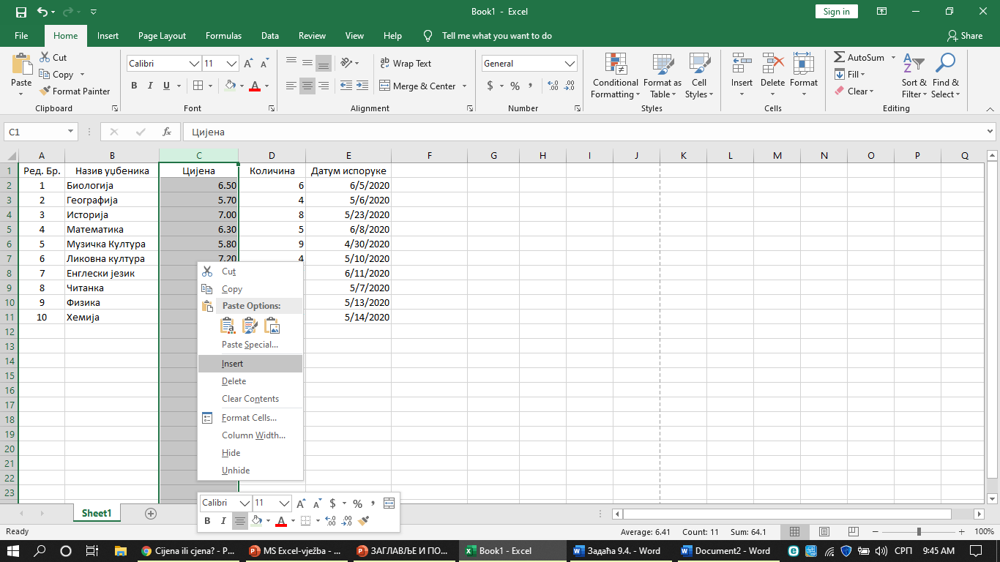 Book1 - Excel
Sign in
File Home Insert Page Layout Formulas Data Review View Help Tell me what you want to do Share
Paste Cut Copy Format Painter Clipboard
Calibri 11 A A B I U A Font
ab Wrap Text Merge & Center Alignment
General $ % , .00 .00 Number
Conditional Formatting Format as Table Cell Styles Styles
Insert Delete Format Cells
AutoSum Fill Clear Sort & Filter Find & Select Editing
C1 fx Цијена
A B C D E F G H I J K L M N O P Q
1 Ред. Бр. Назив уџбеника Цијена Количина Датум испоруке
2 1 Биологија 6.50 6 6/5/2020
3 2 Географија 5.70 4 5/6/2020
4 3 Историја 7.00 8 5/23/2020
5 4 Математика 6.30 5 6/8/2020
6 5 Музичка Култура 5.80 9 4/30/2020
7 6 Ликовна култура 7.20 4 5/10/2020
8 7 Енглески језик 6/11/2020
9 8 Читанка 5/7/2020
10 9 Физика 5/13/2020
11 10 Хемија 5/14/2020
12
13
14
15
16
17
18
19
20
21
22
23
Cut
Copy
Paste Options:
Paste Special...
Insert
Delete
Clear Contents
Format Cells...
Column Width...
Hide
Unhide
Calibri 11 A A $ % ,
B I A .00 .00
Sheet1
Ready Average: 6.41 Count: 11 Sum: 64.1 100%
Cijena ili cjena? - P... MS Excel-vježba - ... ЗАГЛАВЉЕ И ПО... Book1 - Excel Задаћа 9.4. - Word Document2 - Word СРП 9:45 AM